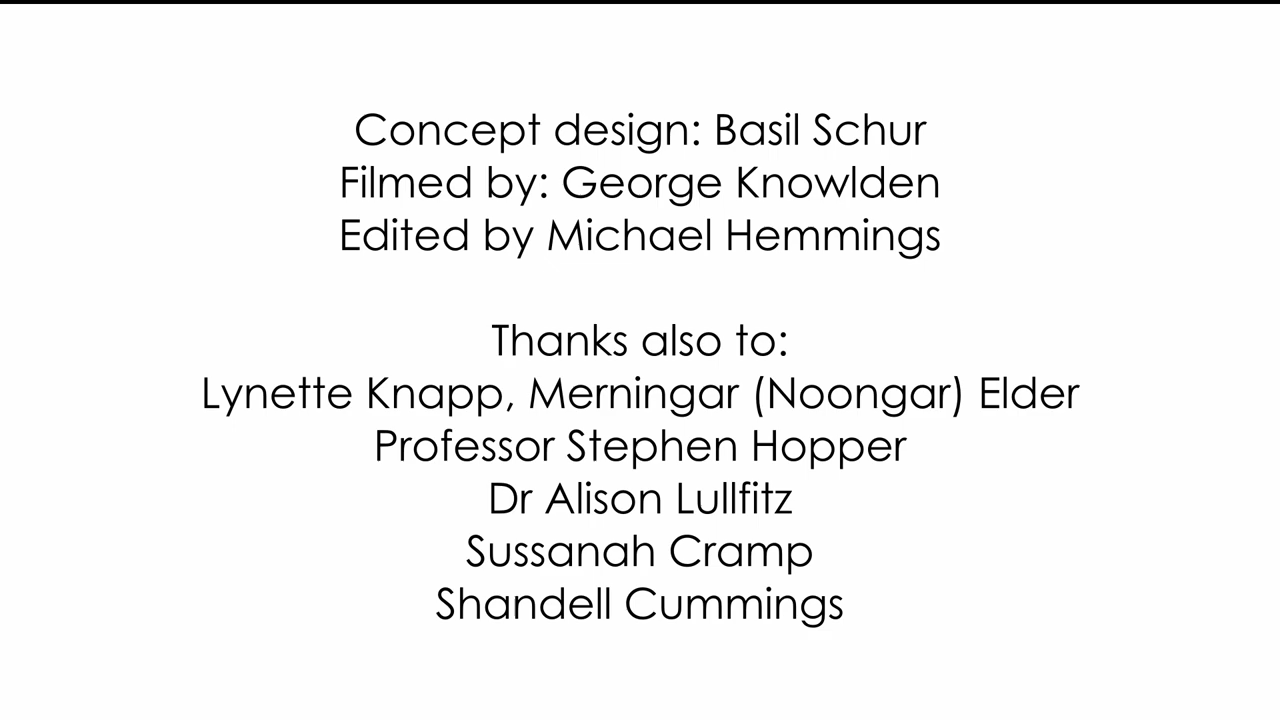 Concept design: Basil Schur
Filmed by: George Knowlden
Edited by Michael Hemmings
Thanks also to:
Lynette Knapp, Merningar (Noongar) Elder
Professor Stephen Hopper
Dr Alison Lullfitz
Sussanah Cramp
Shandell Cummings